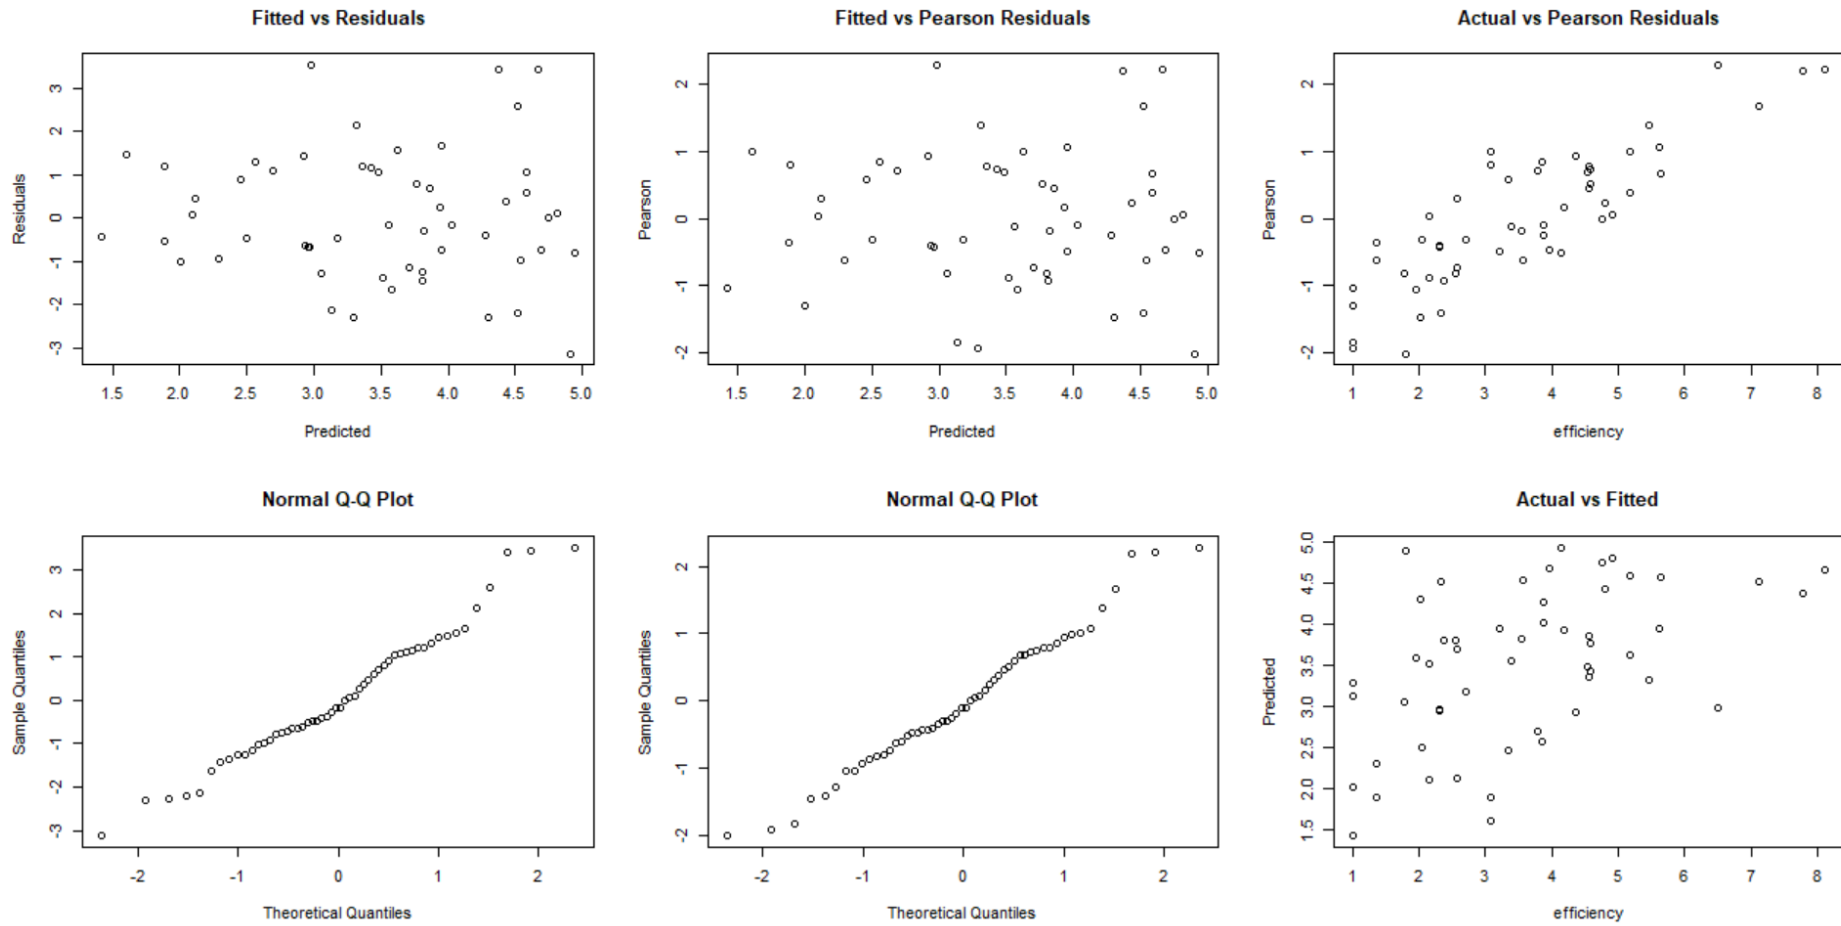 Fitted vs Residuals
Residuals
3
2
1
0
-1
-2
-3
1.5 2.0 2.5 3.0 3.5 4.0 4.5 5.0
Predicted
Fitted vs Pearson Residuals
Pearson
2
1
0
-1
-2
1.5 2.0 2.5 3.0 3.5 4.0 4.5 5.0
Predicted
Actual vs Pearson Residuals
Pearson
2
1
0
-1
-2
1 2 3 4 5 6 7 8
efficiency
Normal Q-Q Plot
Sample Quantiles
3
2
1
0
-1
-2
-3
-2 -1 0 1 2
Theoretical Quantiles
Normal Q-Q Plot
Sample Quantiles
2
1
0
-1
-2
-2 -1 0 1 2
Theoretical Quantiles
Actual vs Fitted
Predicted
5.0
4.5
4.0
3.5
3.0
2.5
2.0
1.5
1 2 3 4 5 6 7 8
efficiency